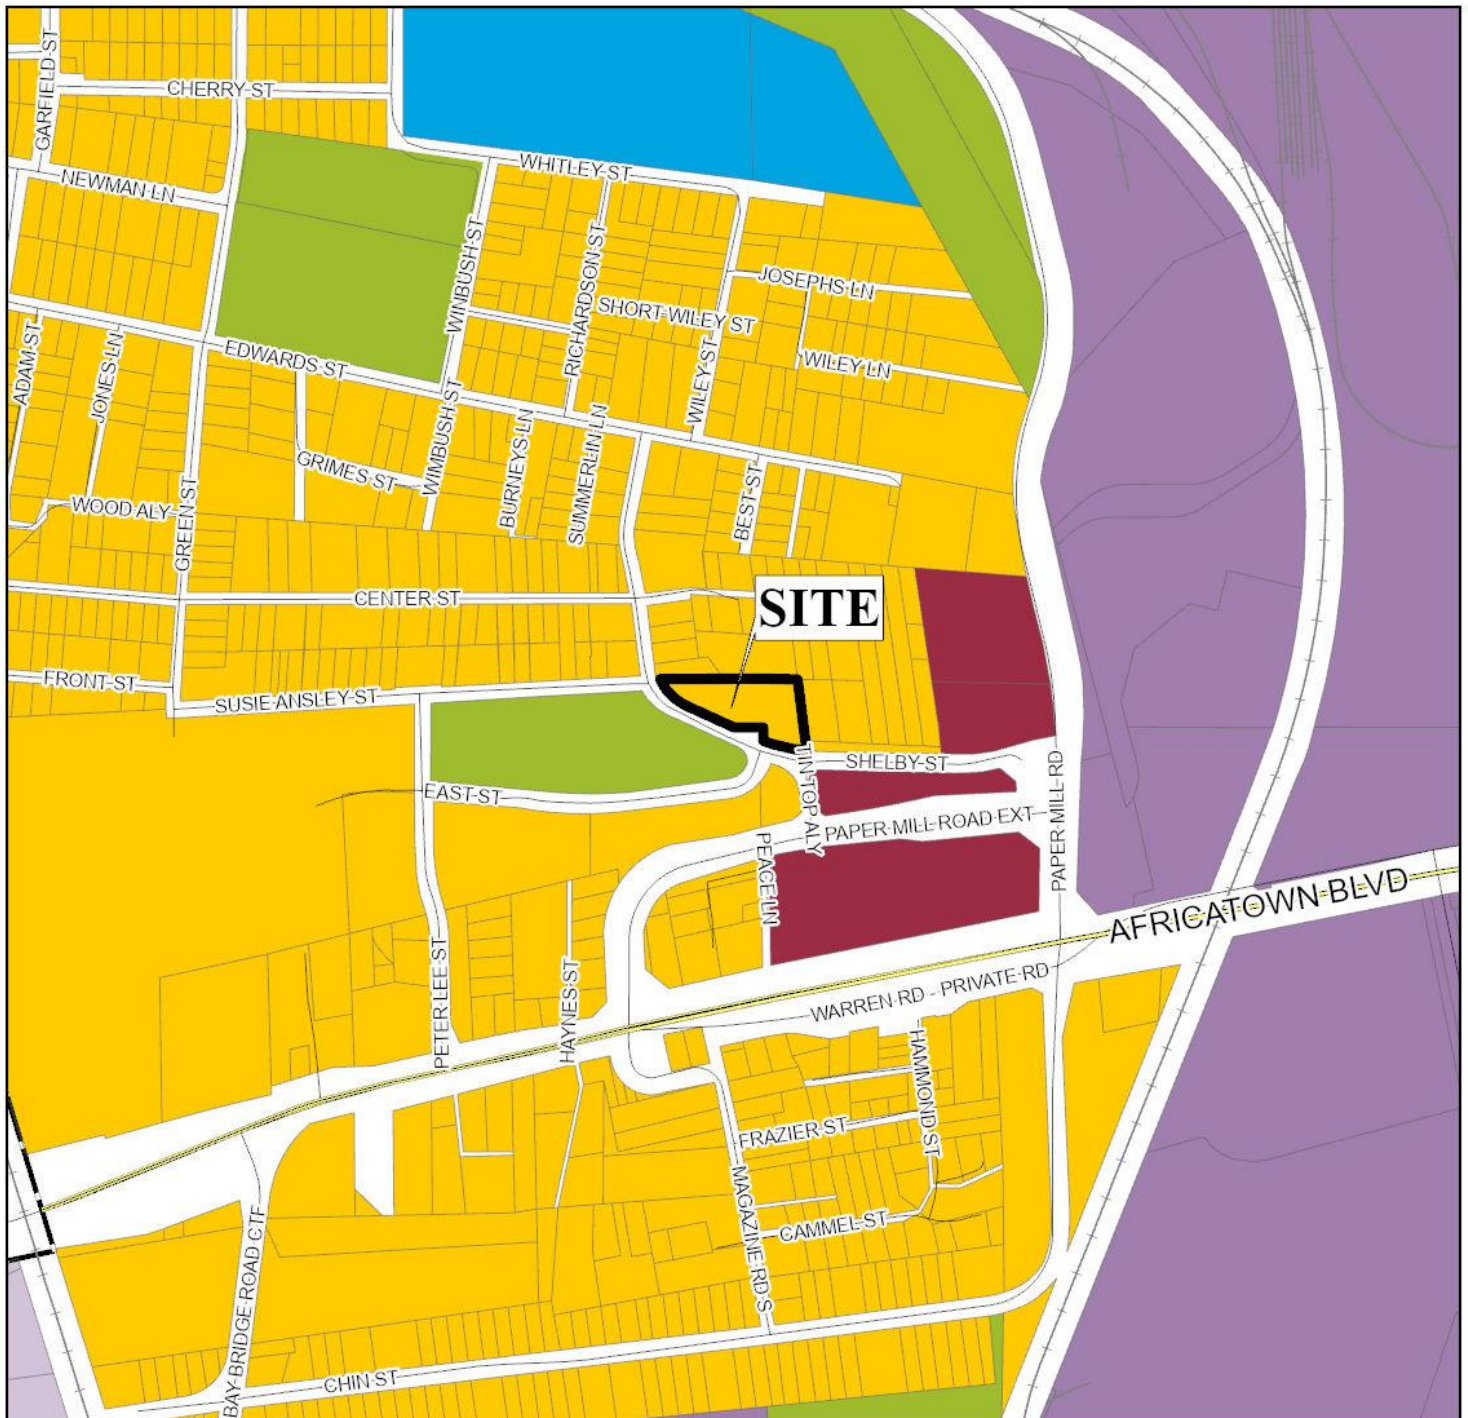 GARFIELD ST
CHERRY ST
WHITLEY ST
NEWMAN LN
WINBUSH ST
RICHARDSON ST
JOSEPHS LN
SHORT WILEY ST
WILEY ST
WILEY LN
ADAM ST
JONES LN
EDWARDS ST
GRIMES ST
WIMBUSH ST
BURNEYS LN
SUMMERLIN LN
BEST ST
WOOD ALY
GREEN ST
CENTER ST
SITE
FRONT ST
SUSIE ANSLEY ST
EAST ST
SHELBY ST
TIN TOP ALY
PAPER MILL RD
PAPER MILL ROAD EXT
PEACE LN
AFRICATOWN BLVD
PETER LEE ST
HAYNES ST
WARREN RD - PRIVATE RD
HAMMOND ST
FRAZIER ST
MAGAZINE RD S
CAMMEL ST
BAY BRIDGE ROAD CTF
CHIN ST